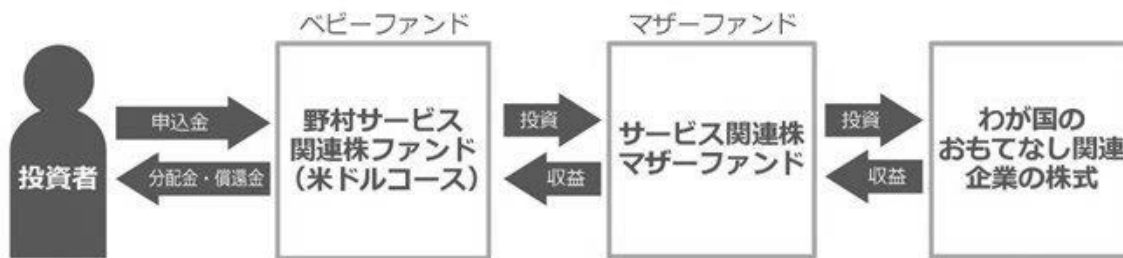 ベビーファンド
マザーファンド
投資者
申込金
分配金・償還金
野村サービス
関連株ファンド
（米ドルコース）
投資
収益
サービス関連株
マザーファンド
投資
収益
わが国の
おもてなし関連
企業の株式